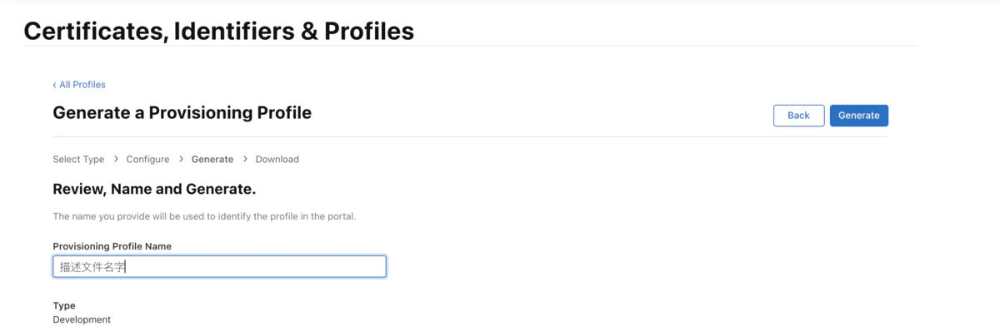 Certificates, Identifiers & Profiles
‹ All Profiles
Generate a Provisioning Profile
Back
Generate
Select Type > Configure > Generate > Download
Review, Name and Generate.
The name you provide will be used to identify the profile in the portal.
Provisioning Profile Name
描述文件名字
Type
Development